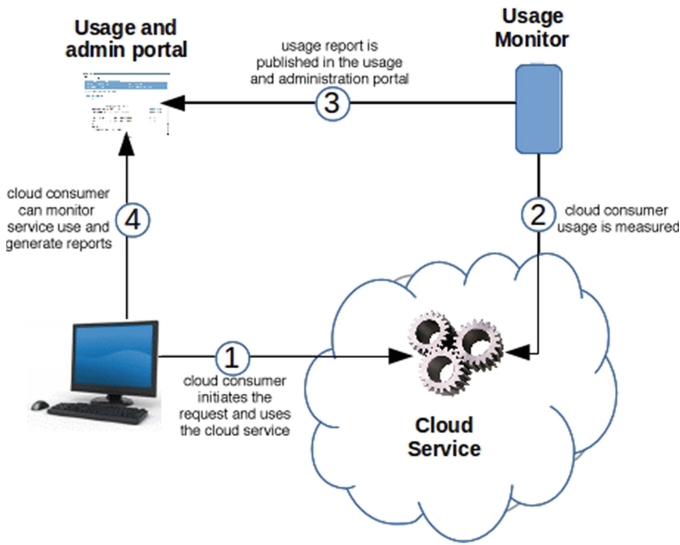 Usage and
admin portal
usage report is
published in the usage
and administration portal
3
Usage
Monitor
cloud consumer
can monitor
service use and
generate reports
4
2
cloud consumer
usage is measured
1
cloud consumer
initiates the
request and uses
the cloud service
Cloud
Service